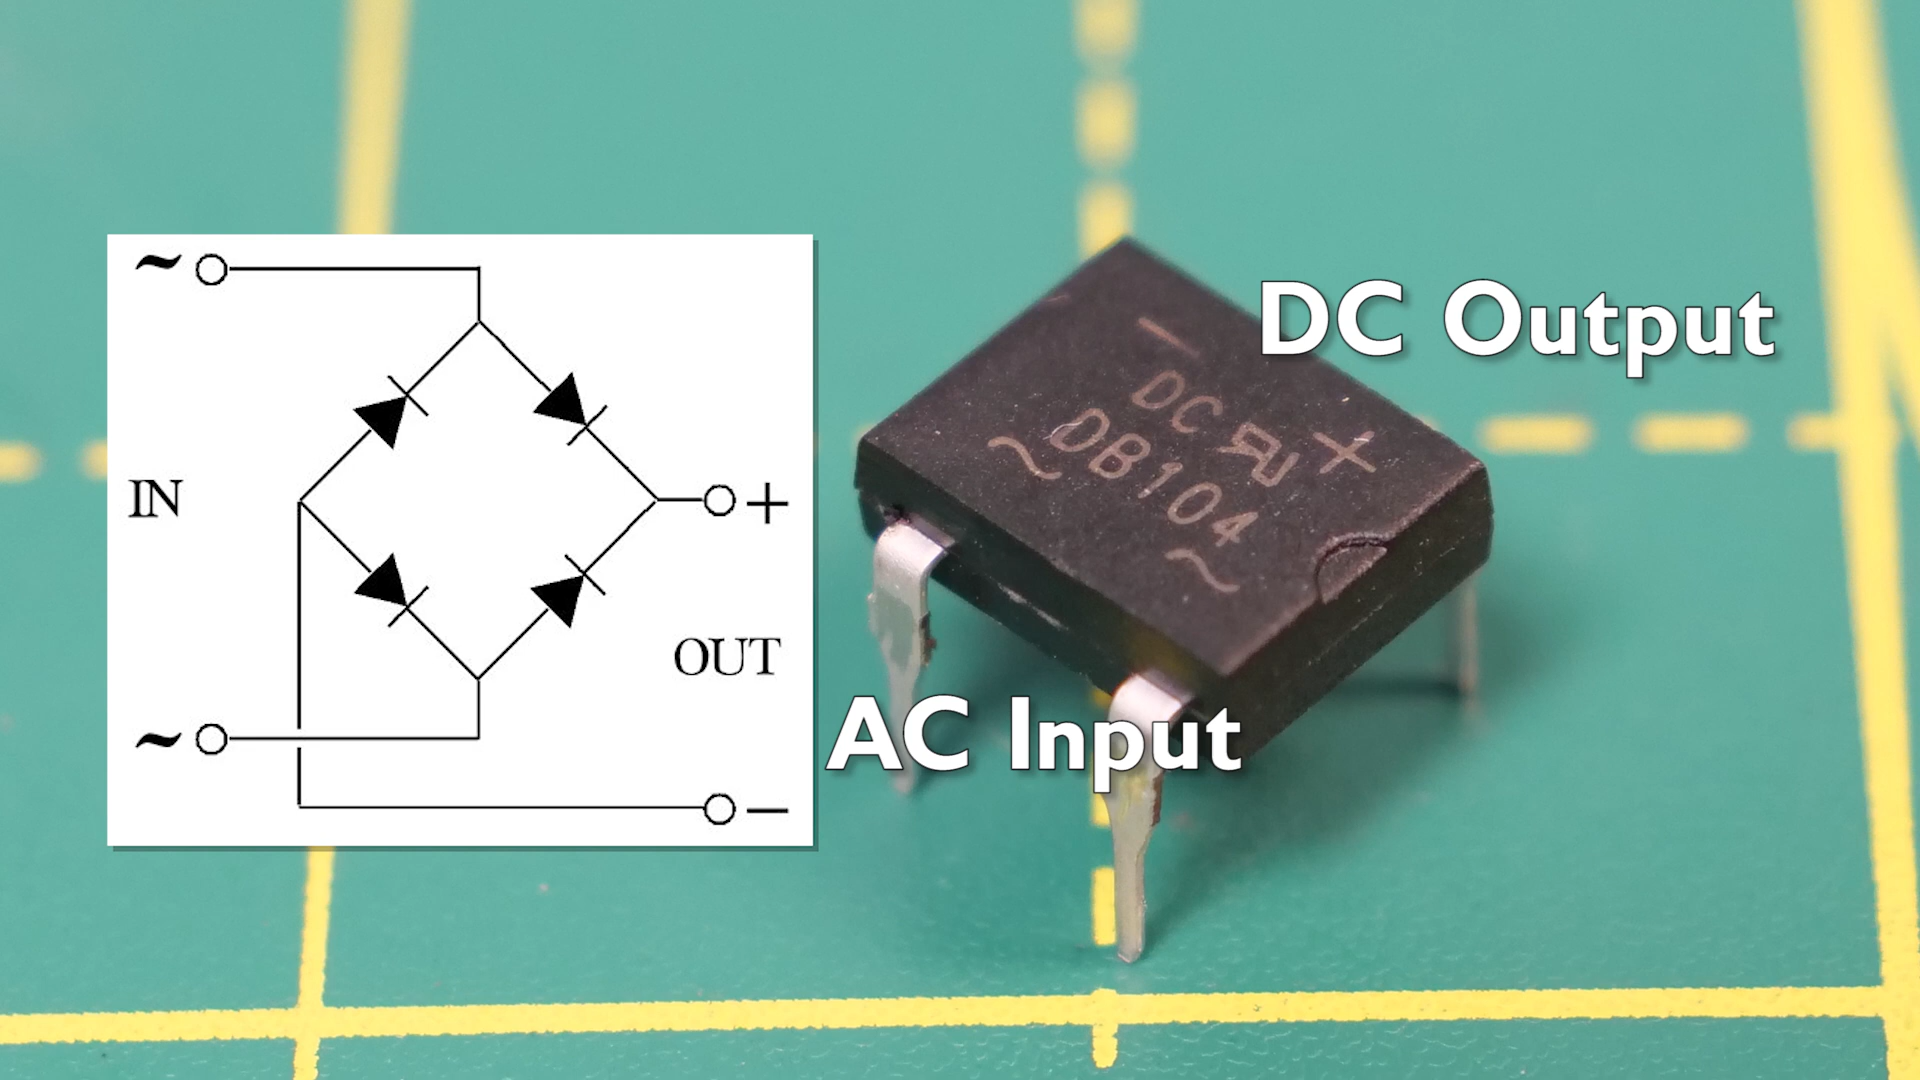 ~
IN
+
OUT
~
−
DC Output
−
DC
+
~
DB104
~
AC Input